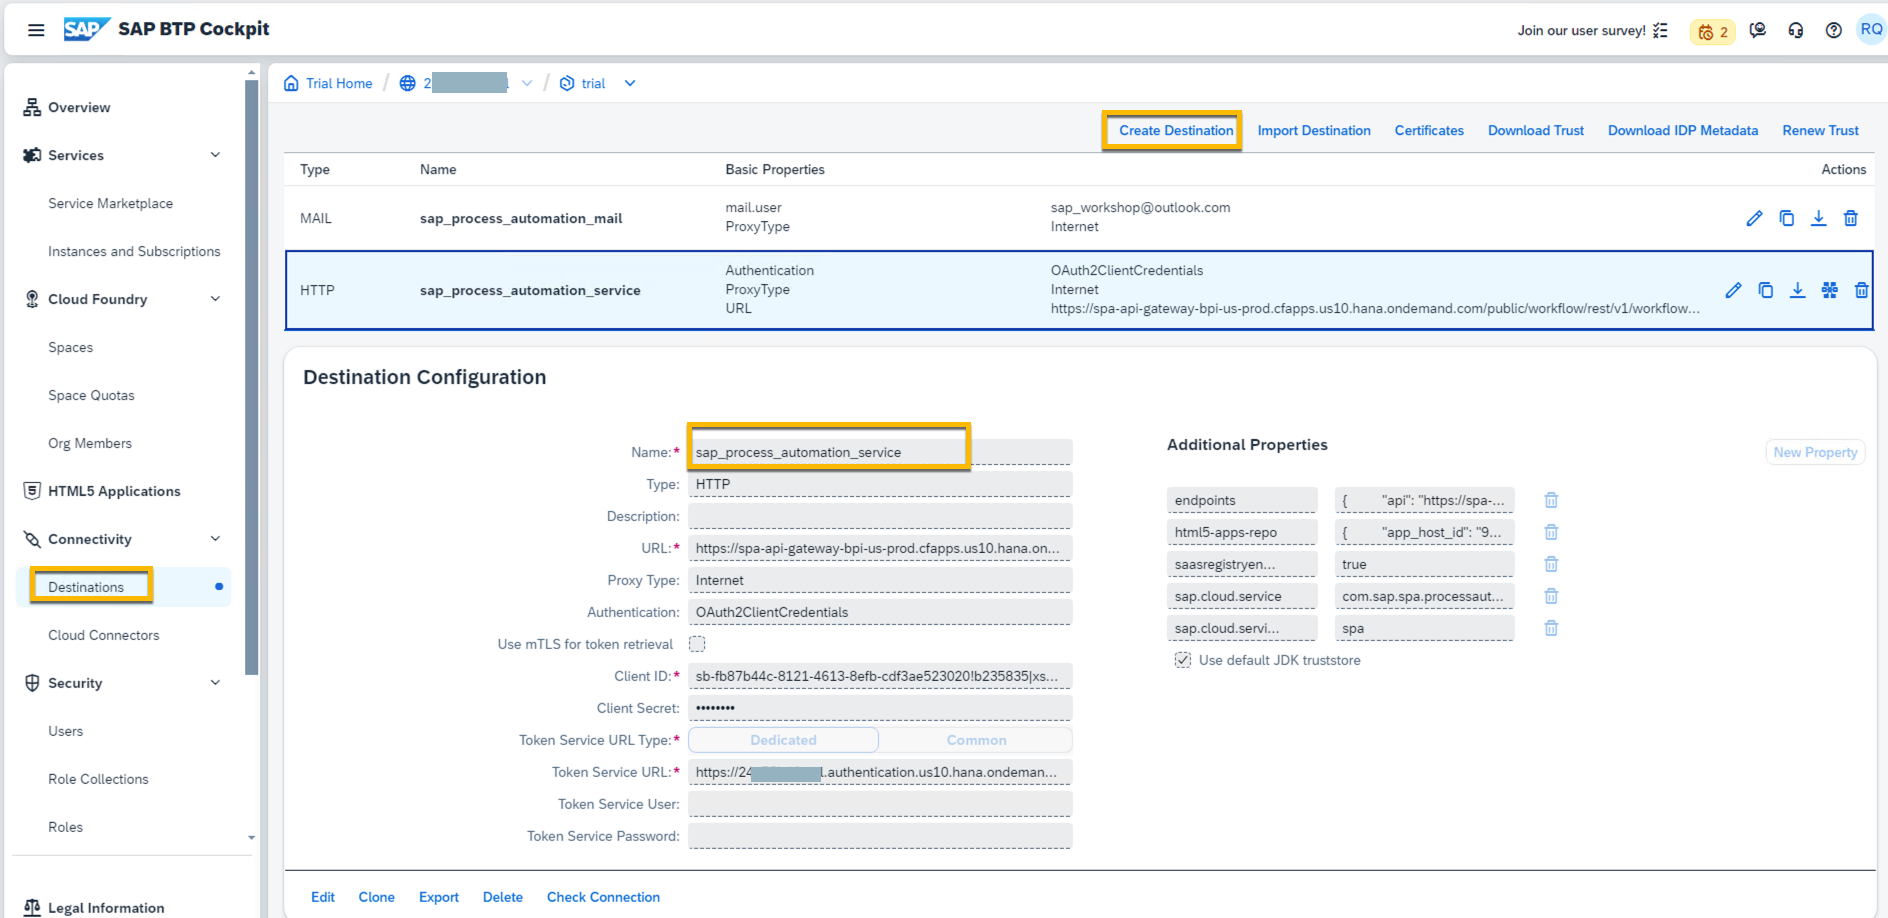 SAP SAP BTP Cockpit
Join our user survey!
2
RQ
Overview
Services
Service Marketplace
Instances and Subscriptions
Cloud Foundry
Spaces
Space Quotas
Org Members
HTML5 Applications
Connectivity
Destinations
Cloud Connectors
Security
Users
Role Collections
Roles
Legal Information
Trial Home / 2 / trial
Create Destination Import Destination Certificates Download Trust Download IDP Metadata Renew Trust
Type Name Basic Properties Actions
MAIL sap_process_automation_mail
mail.user sap_workshop@outlook.com
ProxyType Internet
HTTP sap_process_automation_service
Authentication OAuth2ClientCredentials
ProxyType Internet
URL https://spa-api-gateway-bpi-us-prod.cfapps.us10.hana.ondemand.com/public/workflow/rest/v1/workflow...
Destination Configuration
Name:* sap_process_automation_service
Type: HTTP
Description:
URL:* https://spa-api-gateway-bpi-us-prod.cfapps.us10.hana.on...
Proxy Type: Internet
Authentication: OAuth2ClientCredentials
Use mTLS for token retrieval
Client ID:* sb-fb87b44c-8121-4613-8efb-cdf3ae523020!b235835|xs...
Client Secret: ••••••••
Token Service URL Type:* Dedicated Common
Token Service URL:* https://24 .authentication.us10.hana.ondeman...
Token Service User:
Token Service Password:
Additional Properties
New Property
endpoints { "api": "https://spa-...
html5-apps-repo { "app_host_id": "9...
saasregistryen... true
sap.cloud.service com.sap.spa.processaut...
sap.cloud.servi... spa
Use default JDK truststore
Edit Clone Export Delete Check Connection